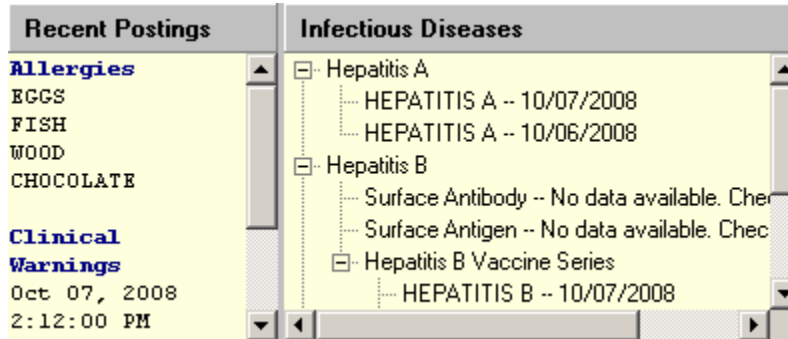 Recent Postings
Allergies
EGGS
FISH
WOOD
CHOCOLATE
Clinical
Warnings
Oct 07, 2008
2:12:00 PM
Infectious Diseases
Hepatitis A
HEPATITIS A -- 10/07/2008
HEPATITIS A -- 10/06/2008
Hepatitis B
Surface Antibody -- No data available. Che
Surface Antigen -- No data available. Chec
Hepatitis B Vaccine Series
HEPATITIS B -- 10/07/2008